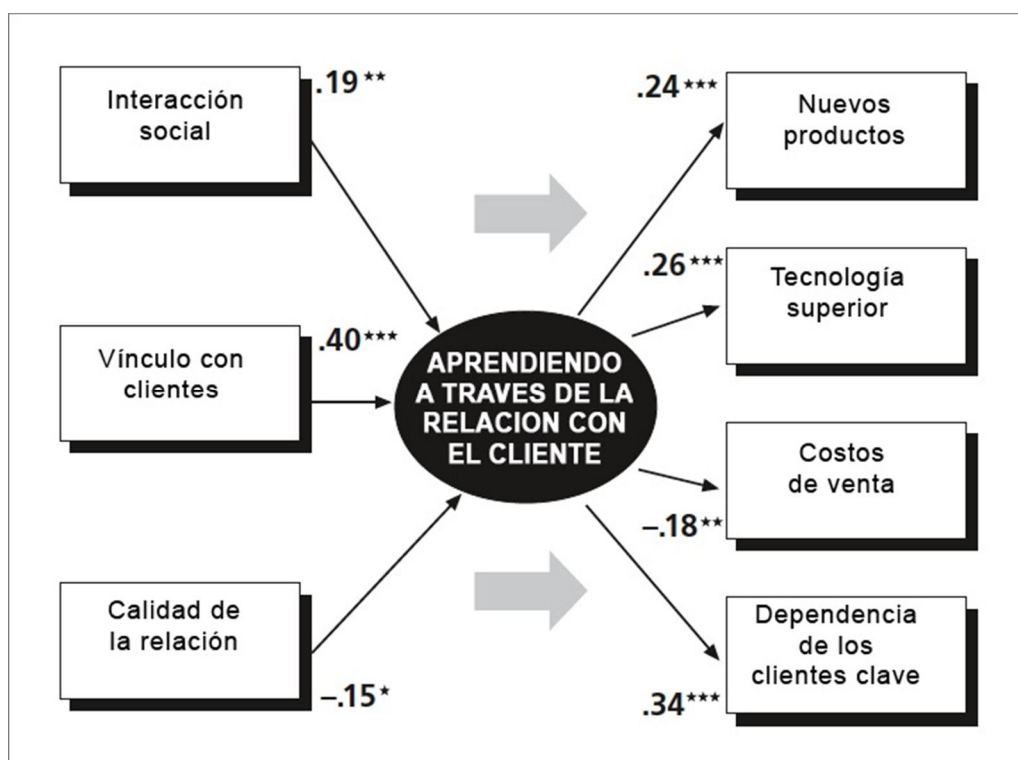 Interacción
social
.19 **
Vínculo con
clientes
.40 ***
Calidad de
la relación
–.15 *
APRENDIENDO
A TRAVES DE LA
RELACION CON
EL CLIENTE
.24 ***
Nuevos
productos
.26 ***
Tecnología
superior
Costos
de venta
–.18 **
Dependencia
de los
clientes clave
.34 ***